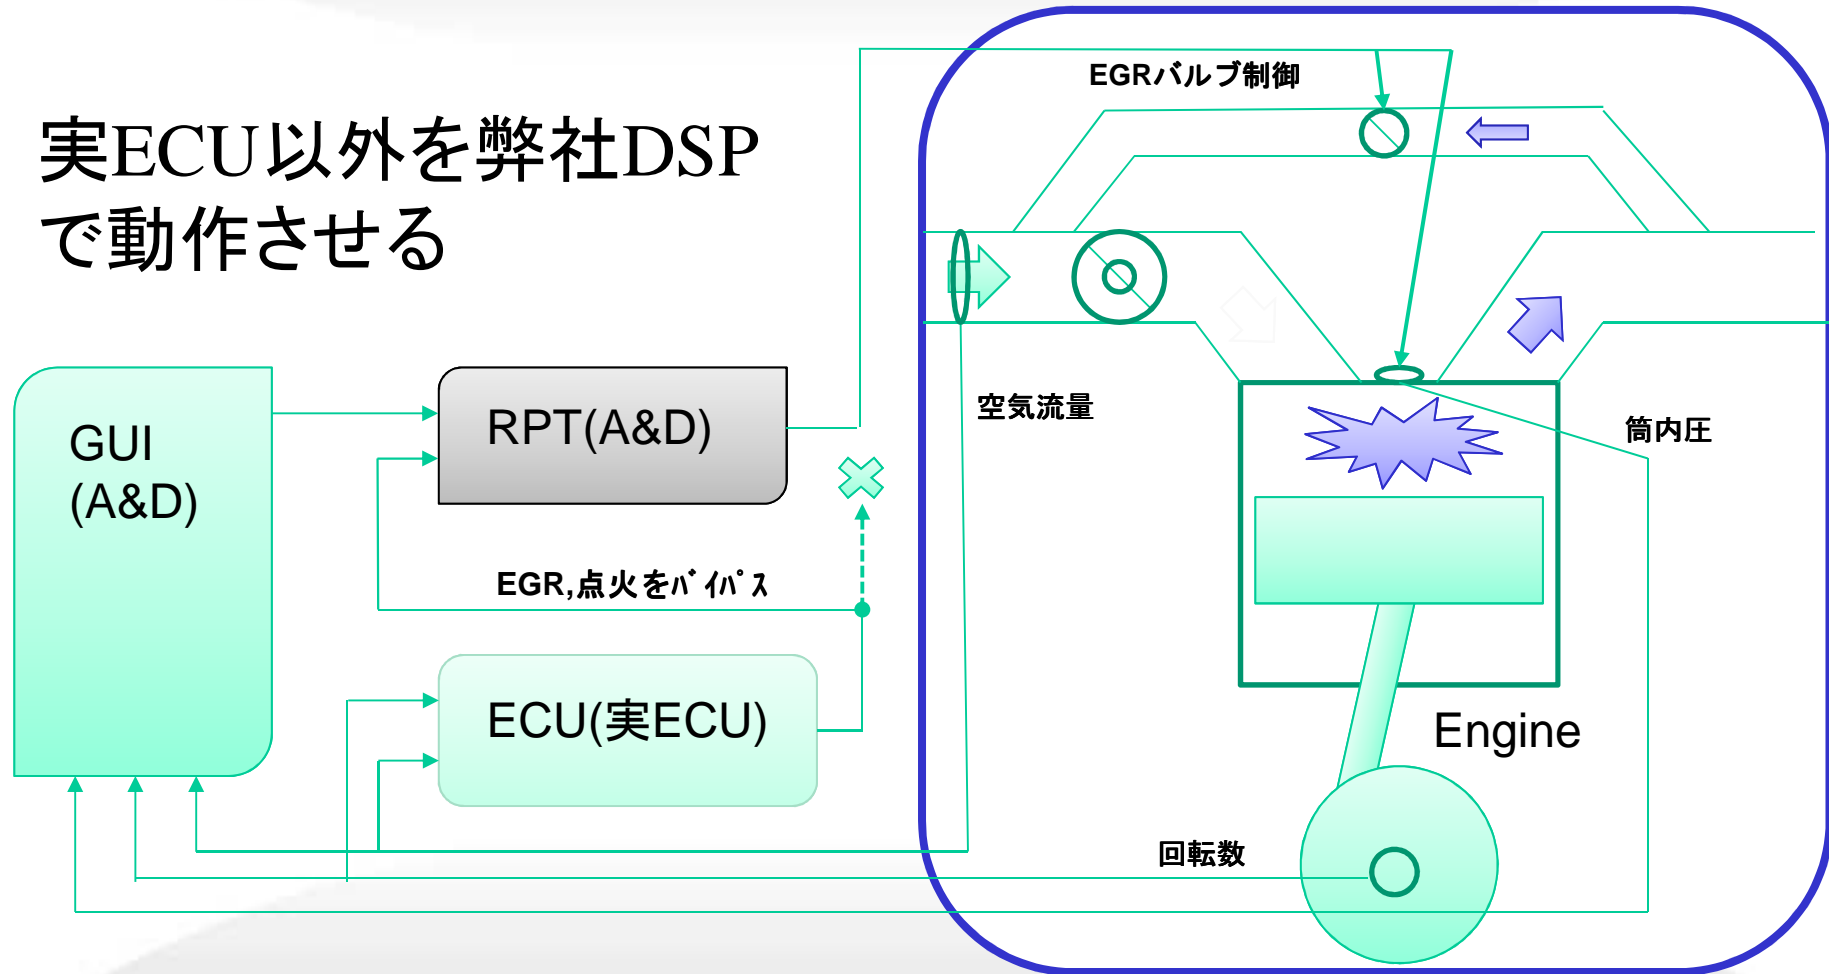 実ECU以外を弊社DSP
で動作させる
EGRバルブ制御
GUI
(A&D)
RPT(A&D)
空気流量
筒内圧
EGR,点火をﾊﾞｲﾊﾟｽ
ECU(実ECU)
Engine
回転数